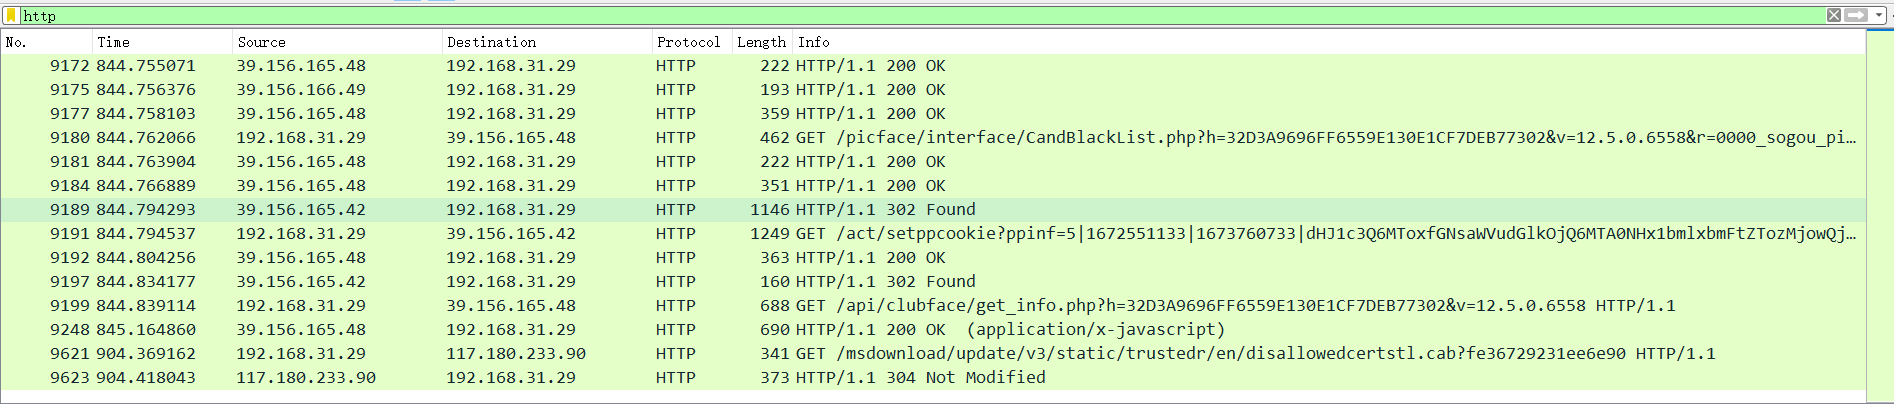 http
No. Time Source Destination Protocol Length Info
9172 844.755071 39.156.165.48 192.168.31.29 HTTP 222 HTTP/1.1 200 OK
9175 844.756376 39.156.166.49 192.168.31.29 HTTP 193 HTTP/1.1 200 OK
9177 844.758103 39.156.165.48 192.168.31.29 HTTP 359 HTTP/1.1 200 OK
9180 844.762066 192.168.31.29 39.156.165.48 HTTP 462 GET /picface/interface/CandBlackList.php?h=32D3A9696FF6559E130E1CF7DEB77302&v=12.5.0.6558&r=0000_sogou_pi…
9181 844.763904 39.156.165.48 192.168.31.29 HTTP 222 HTTP/1.1 200 OK
9184 844.766889 39.156.165.48 192.168.31.29 HTTP 351 HTTP/1.1 200 OK
9189 844.794293 39.156.165.42 192.168.31.29 HTTP 1146 HTTP/1.1 302 Found
9191 844.794537 192.168.31.29 39.156.165.42 HTTP 1249 GET /act/setppcookie?ppinf=5|1672551133|1673760733|dHJ1c3Q6MToxfGNsaWVudGlkOjQ6MTA0NHx1bmlxbmFtZTozMjowQj…
9192 844.804256 39.156.165.48 192.168.31.29 HTTP 363 HTTP/1.1 200 OK
9197 844.834177 39.156.165.42 192.168.31.29 HTTP 160 HTTP/1.1 302 Found
9199 844.839114 192.168.31.29 39.156.165.48 HTTP 688 GET /api/clubface/get_info.php?h=32D3A9696FF6559E130E1CF7DEB77302&v=12.5.0.6558 HTTP/1.1
9248 845.164860 39.156.165.48 192.168.31.29 HTTP 690 HTTP/1.1 200 OK (application/x-javascript)
9621 904.369162 192.168.31.29 117.180.233.90 HTTP 341 GET /msdownload/update/v3/static/trustedr/en/disallowedcertstl.cab?fe36729231ee6e90 HTTP/1.1
9623 904.418043 117.180.233.90 192.168.31.29 HTTP 373 HTTP/1.1 304 Not Modified